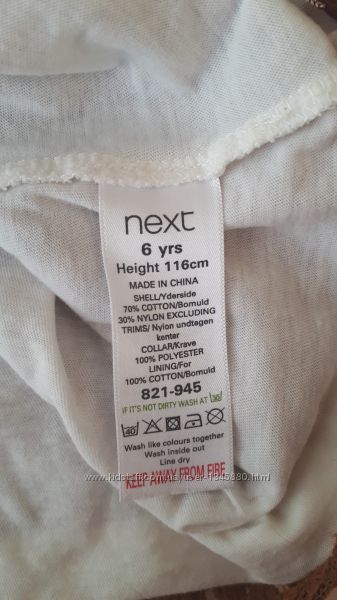 next
6 yrs
Height 116cm
MADE IN CHINA
SHELL/Yderside
70% COTTON/Bomuld
30% NYLON EXCLUDING
TRIMS/ Nylon undtagen
kenter
COLLAR/Krave
100% POLYESTER
LINING/For
100% COTTON/Bomuld
821-945
IF IT'S NOT DIRTY WASH AT 30°
40
Wash like colours together
Wash inside out
Line dry
KEEP AWAY FROM FIRE